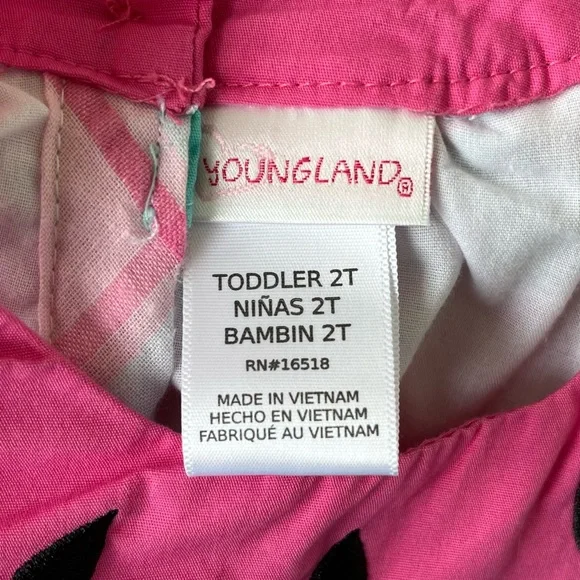 YOUNGLAND®
TODDLER 2T
NIÑAS 2T
BAMBIN 2T
RN#16518
MADE IN VIETNAM
HECHO EN VIETNAM
FABRIQUÉ AU VIETNAM